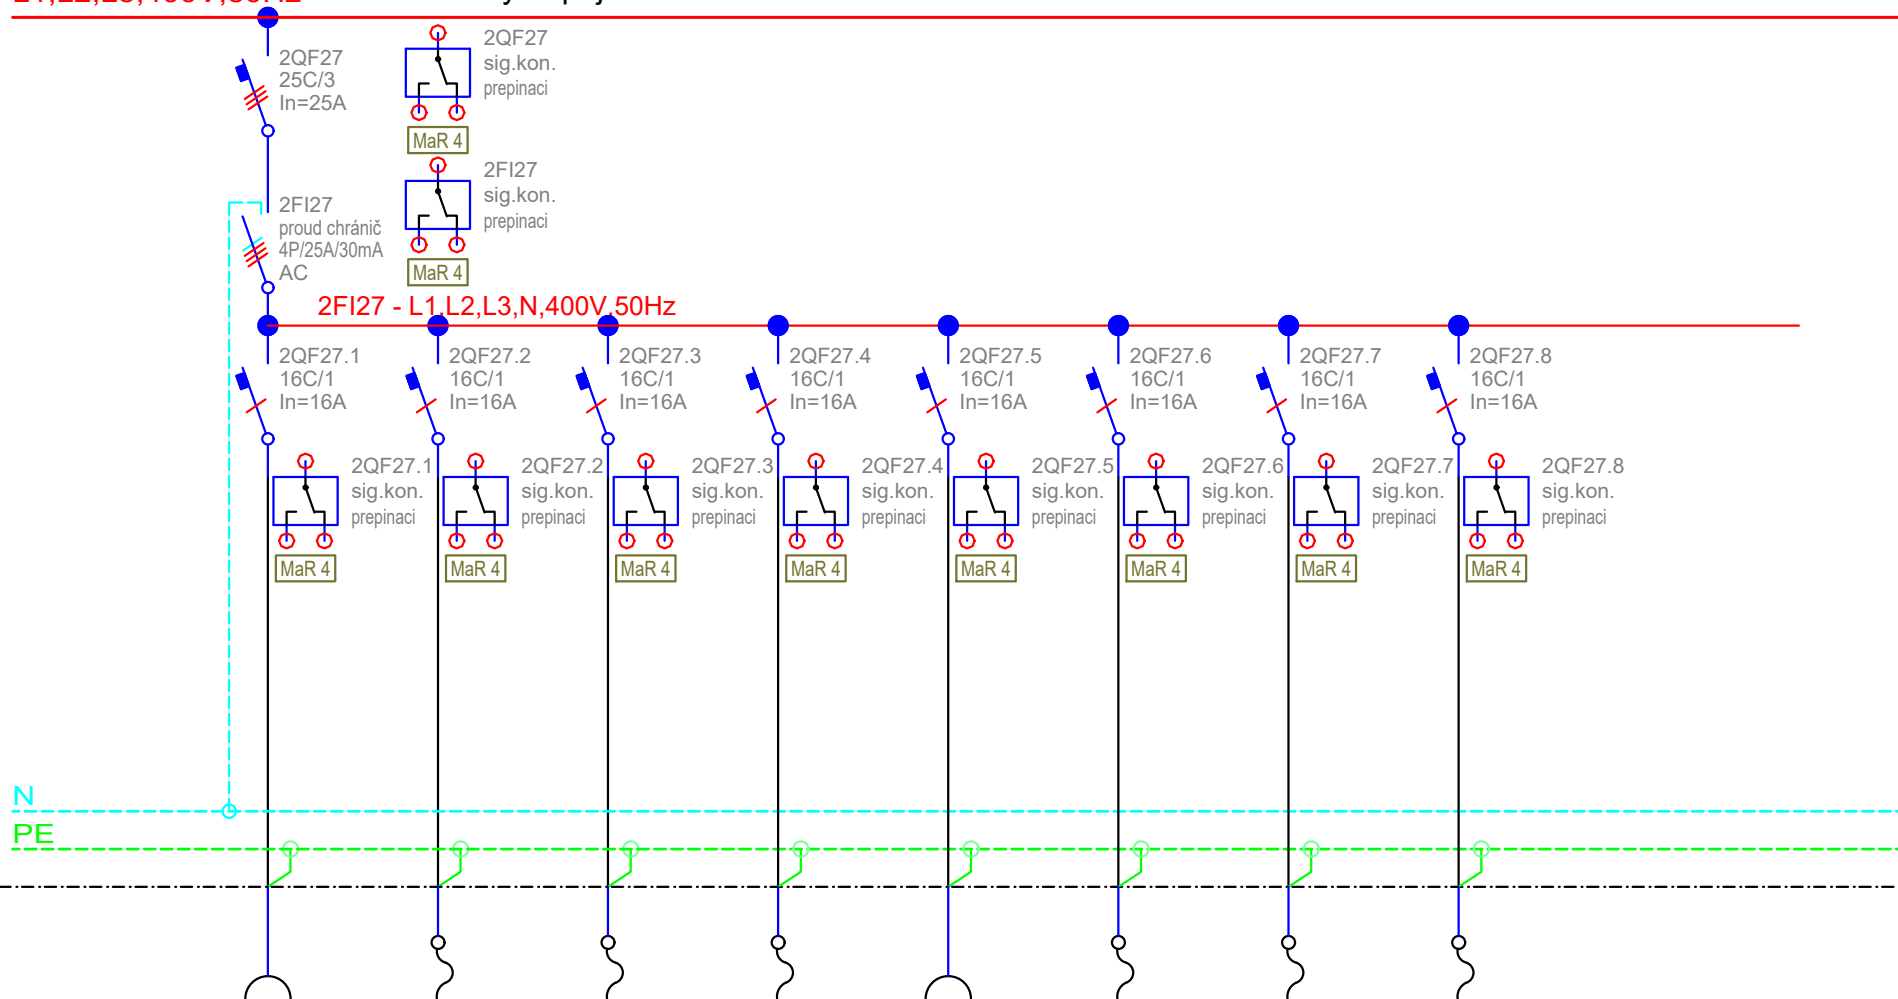 2QF27
25C/3
In=25A
2QF27
sig.kon.
prepinaci
MaR 4
2FI27
proud chránič
4P/25A/30mA
AC
2FI27
sig.kon.
prepinaci
MaR 4
2FI27 - L1,L2,L3,N,400V,50Hz
2QF27.1
16C/1
In=16A
2QF27.2
16C/1
In=16A
2QF27.3
16C/1
In=16A
2QF27.4
16C/1
In=16A
2QF27.5
16C/1
In=16A
2QF27.6
16C/1
In=16A
2QF27.7
16C/1
In=16A
2QF27.8
16C/1
In=16A
2QF27.1
sig.kon.
prepinaci
MaR 4
2QF27.2
sig.kon.
prepinaci
MaR 4
2QF27.3
sig.kon.
prepinaci
MaR 4
2QF27.4
sig.kon.
prepinaci
MaR 4
2QF27.5
sig.kon.
prepinaci
MaR 4
2QF27.6
sig.kon.
prepinaci
MaR 4
2QF27.7
sig.kon.
prepinaci
MaR 4
2QF27.8
sig.kon.
prepinaci
MaR 4
N
PE